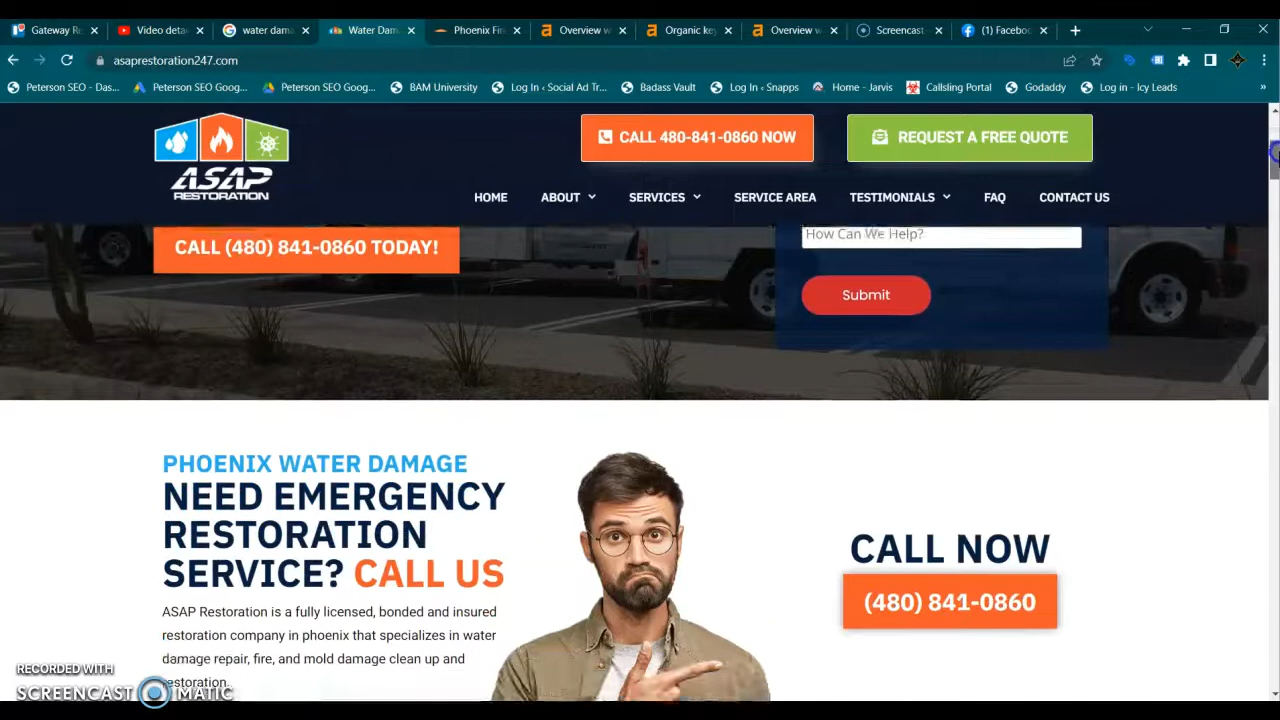 Gateway Re
Video detai
water dam
Water Dam
Phoenix Fir
Overview w
Organic key
Overview w
Screencast
(1) Faceboo
asaprestoration247.com
Peterson SEO - Das...
Peterson SEO Goog...
Peterson SEO Goog...
BAM University
Log In ‹ Social Ad Tr...
Badass Vault
Log In ‹ Snapps
Home - Jarvis
Callsling Portal
Godaddy
Log in - Icy Leads
»
ASAP
RESTORATION
CALL 480-841-0860 NOW
REQUEST A FREE QUOTE
HOME
ABOUT
SERVICES
SERVICE AREA
TESTIMONIALS
FAQ
CONTACT US
CALL (480) 841-0860 TODAY!
How Can We Help?
Submit
PHOENIX WATER DAMAGE
NEED EMERGENCY
RESTORATION
SERVICE? CALL US
ASAP Restoration is a fully licensed, bonded and insured
restoration company in phoenix that specializes in water
damage repair, fire, and mold damage clean up and
restoration.
CALL NOW
(480) 841-0860
RECORDED WITH
SCREENCAST MATIC